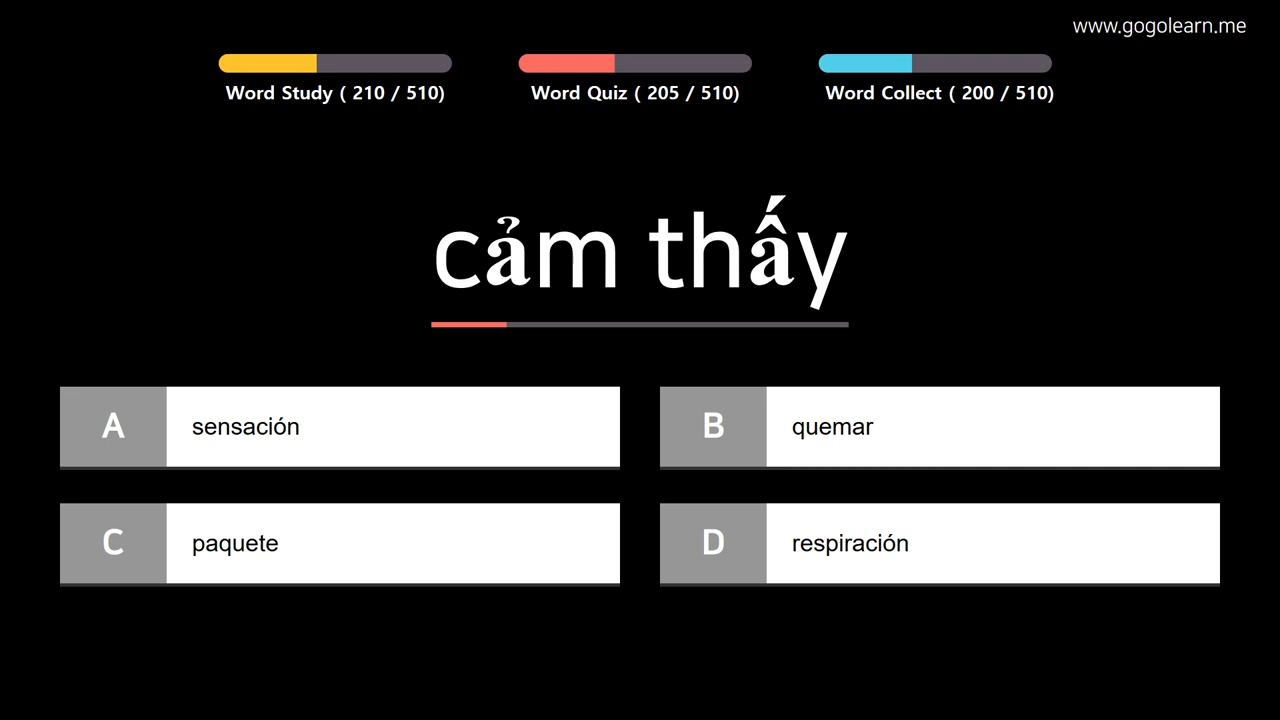 www.gogolearn.me
Word Study ( 210 / 510)
Word Quiz ( 205 / 510)
Word Collect ( 200 / 510)
cảm thấy
A sensación
B quemar
C paquete
D respiración